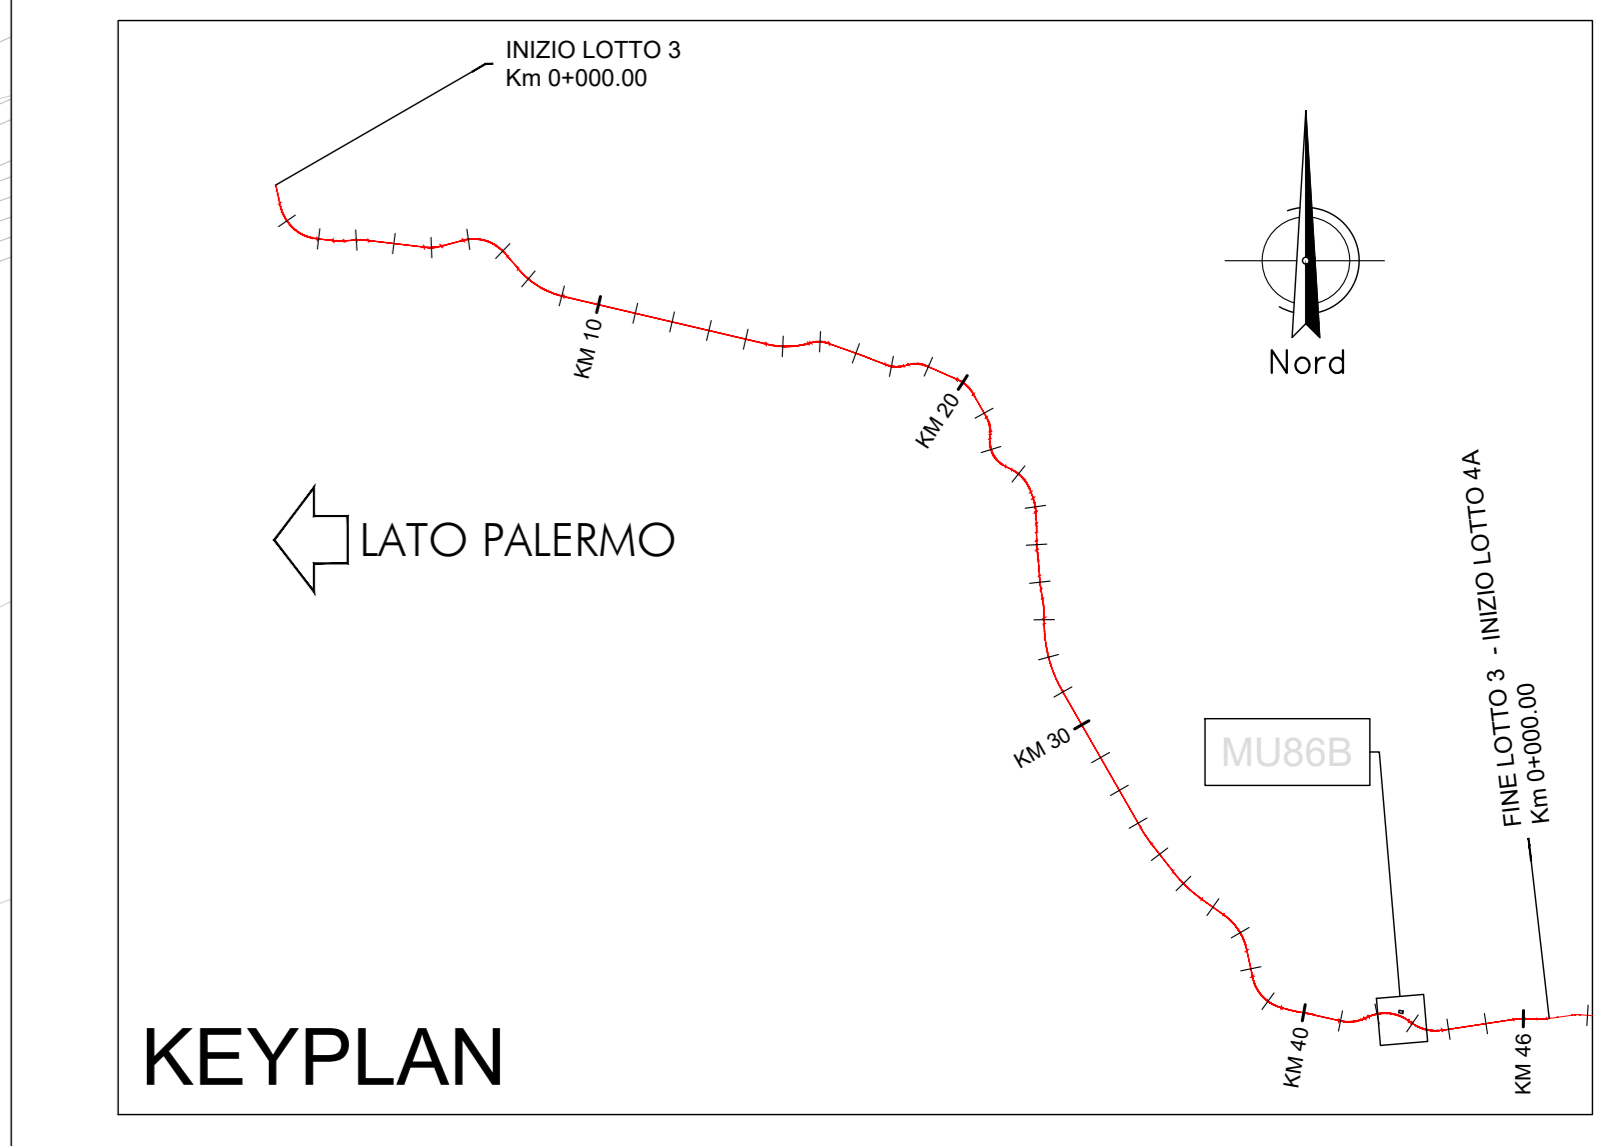 INIZIO LOTTO 3
Km 0+000.00
Nord
KM 10
KM 20
LATO PALERMO
FINE LOTTO 3 - INIZIO LOTTO 4A
Km 0+000.00
KM 30
MU86B
KM 40
KM 46
KEYPLAN